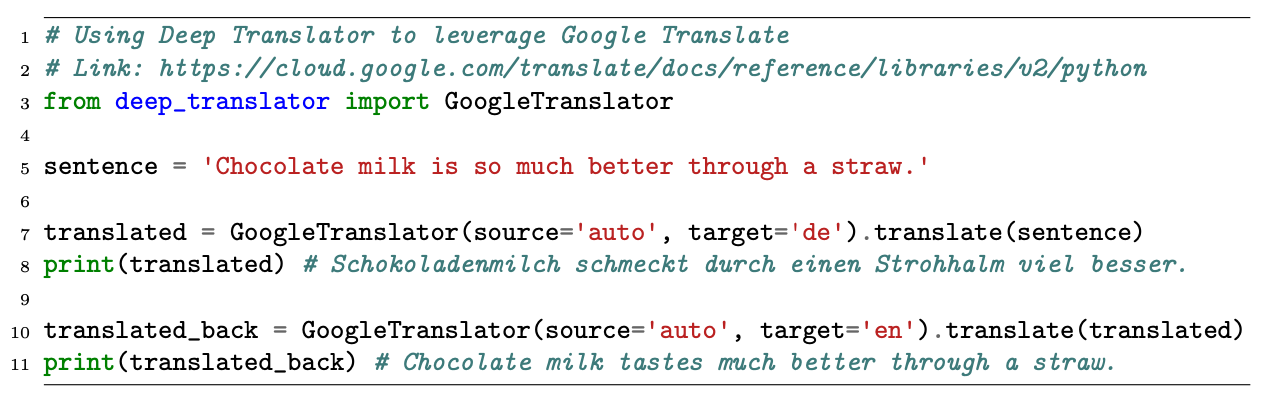 1 # Using Deep Translator to leverage Google Translate
2 # Link: https://cloud.google.com/translate/docs/reference/libraries/v2/python
3 from deep_translator import GoogleTranslator
4
5 sentence = 'Chocolate milk is so much better through a straw.'
6
7 translated = GoogleTranslator(source='auto', target='de').translate(sentence)
8 print(translated) # Schokoladenmilch schmeckt durch einen Strohhalm viel besser.
9
10 translated_back = GoogleTranslator(source='auto', target='en').translate(translated)
11 print(translated_back) # Chocolate milk tastes much better through a straw.